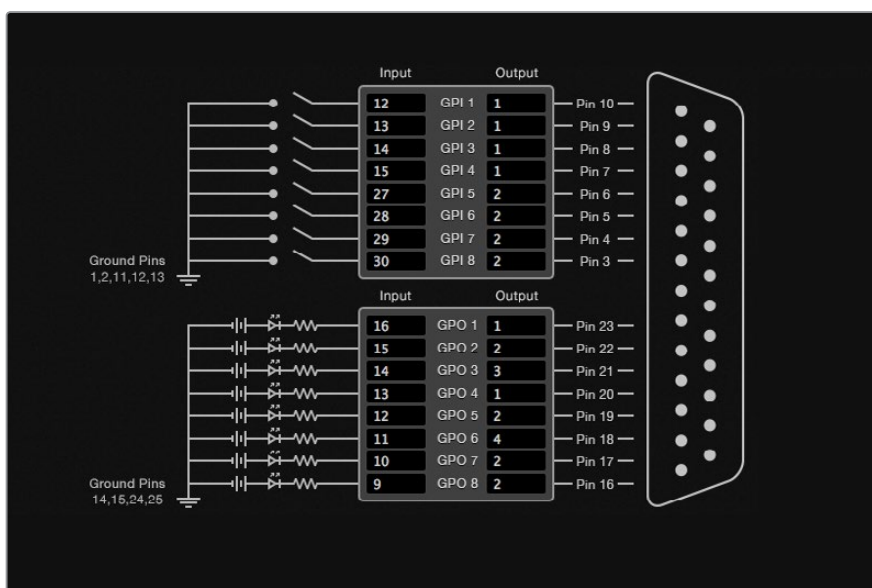 Input Output
12 GPI 1 1 Pin 10
13 GPI 2 1 Pin 9
14 GPI 3 1 Pin 8
15 GPI 4 1 Pin 7
27 GPI 5 2 Pin 6
28 GPI 6 2 Pin 5
29 GPI 7 2 Pin 4
30 GPI 8 2 Pin 3
Ground Pins
1,2,11,12,13
Input Output
16 GPO 1 1 Pin 23
15 GPO 2 2 Pin 22
14 GPO 3 3 Pin 21
13 GPO 4 1 Pin 20
12 GPO 5 2 Pin 19
11 GPO 6 4 Pin 18
10 GPO 7 2 Pin 17
9 GPO 8 2 Pin 16
Ground Pins
14,15,24,25